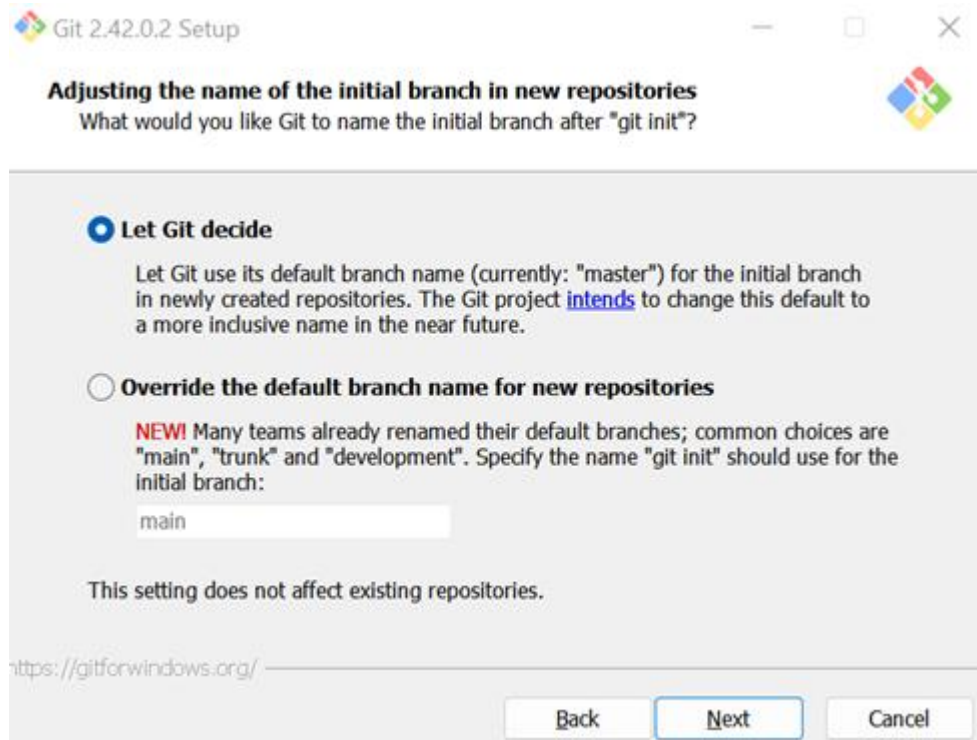 Git 2.42.0.2 Setup
Adjusting the name of the initial branch in new repositories
What would you like Git to name the initial branch after "git init"?
Let Git decide
Let Git use its default branch name (currently: "master") for the initial branch
in newly created repositories. The Git project intends to change this default to
a more inclusive name in the near future.
Override the default branch name for new repositories
NEW! Many teams already renamed their default branches; common choices are
"main", "trunk" and "development". Specify the name "git init" should use for the
initial branch:
main
This setting does not affect existing repositories.
https://gitforwindows.org/
Back Next Cancel